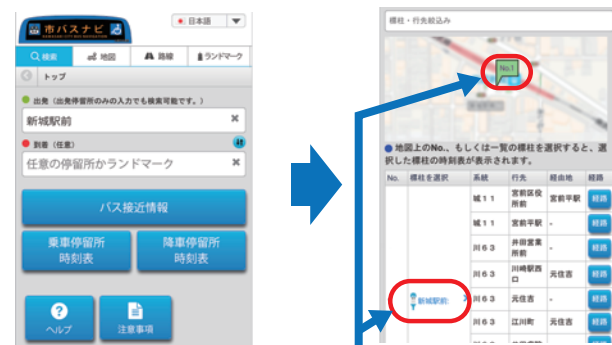 市バスナビ
日本語
検索
地図
路線
ランドマーク
トップ
出発（出発停留所のみの入力でも検索可能です。）
新城駅前
到着（任意）
任意の停留所かランドマーク
バス接近情報
乗車停留所
時刻表
降車停留所
時刻表
ヘルプ
注意事項
標柱・行先絞込み
No.1
地図上のNo.、もしくは一覧の標柱を選択すると、選
択した標柱の時刻表が表示されます。
No. 標柱を選択 系統 行先 経由地 経路
城11 宮前区役所前 宮前平駅 経路
城11 宮前平駅 - 経路
川63 井田営業所前 - 経路
川63 川崎駅西口 元住吉 経路
新城駅前: 川63 元住吉 - 経路
川63 江川町 元住吉 経路